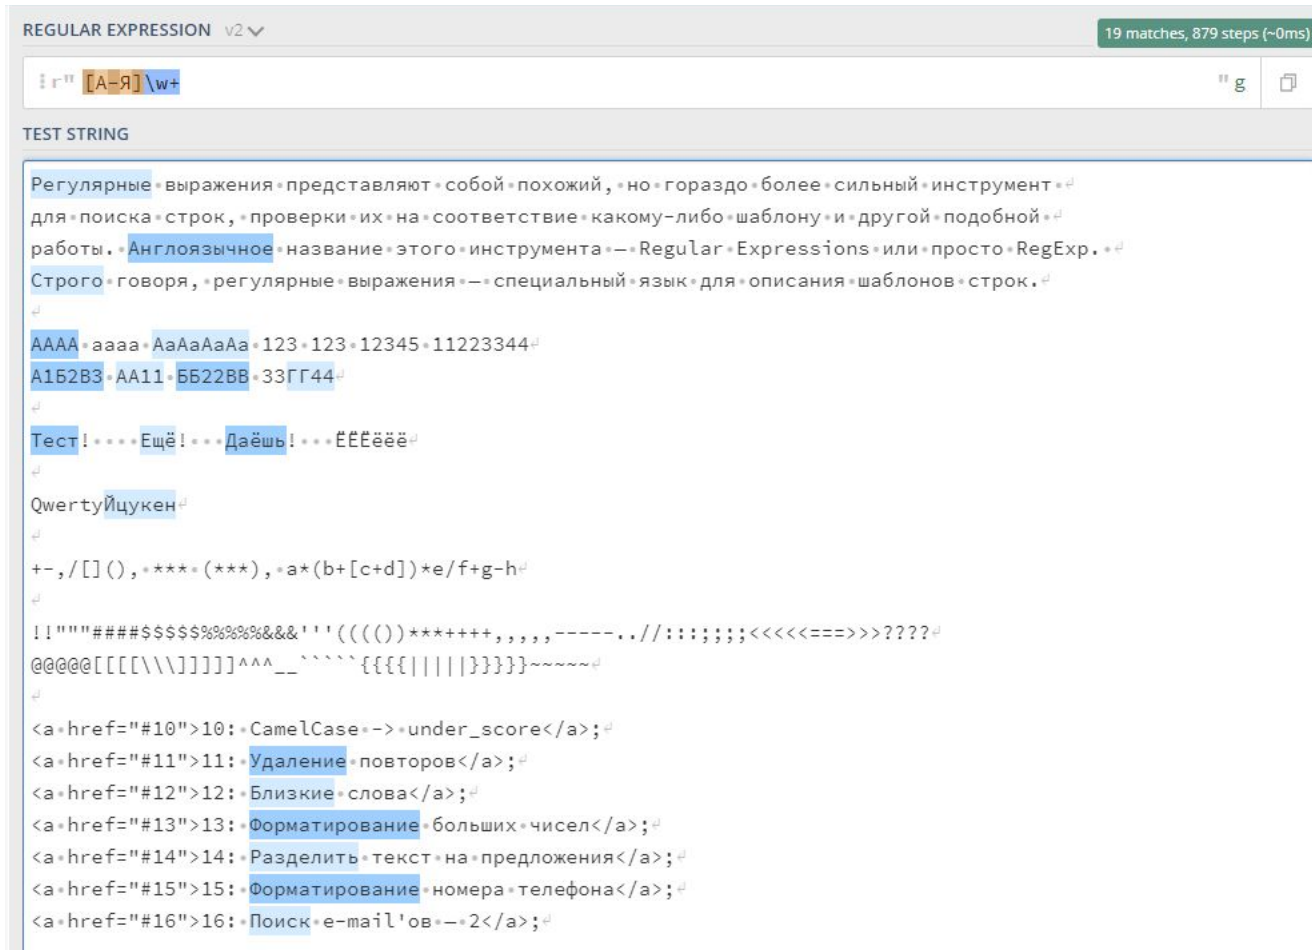 REGULAR EXPRESSION v2
19 matches, 879 steps (~0ms)
r" [А-Я]\w+ " g
TEST STRING
Регулярные выражения представляют собой похожий, но гораздо более сильный инструмент
для поиска строк, проверки их на соответствие какому-либо шаблону и другой подобной
работы. Англоязычное название этого инструмента — Regular Expressions или просто RegExp.
Строго говоря, регулярные выражения — специальный язык для описания шаблонов строк.
АААА аааа АаАаАаАа 123 123 12345 11223344
А1Б2В3 АА11 ББ22ВВ 33ГГ44
Тест!    Ещё!   Даёшь!   ЁЁЁёёё
QwertyЙцукен
+-,/[](), *** (***), a*(b+[c+d])*e/f+g-h
!!"""####$$$$$%%%%%&&&'''(((())***++++,,,,,-----..//:::;;;;<<<<<===>>>????
@@@@@[[[[\\\]]]]]^^^__`````{{{{|||||}}}}}~~~~~
<a href="#10">10: CamelCase -> under_score</a>;
<a href="#11">11: Удаление повторов</a>;
<a href="#12">12: Близкие слова</a>;
<a href="#13">13: Форматирование больших чисел</a>;
<a href="#14">14: Разделить текст на предложения</a>;
<a href="#15">15: Форматирование номера телефона</a>;
<a href="#16">16: Поиск e-mail'ов — 2</a>;